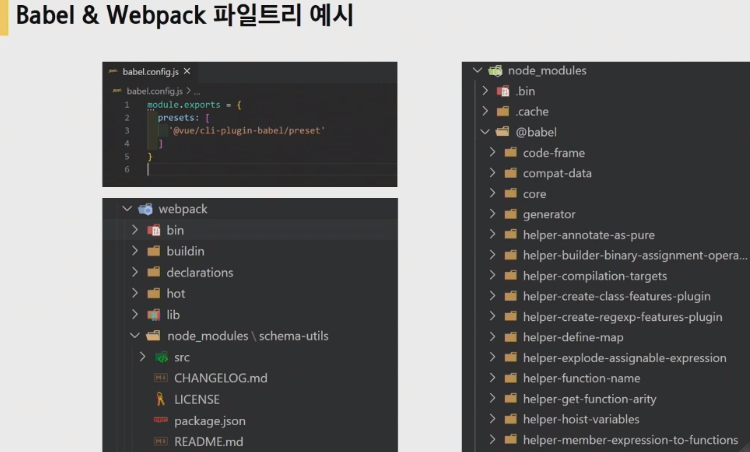 Babel & Webpack 파일트리 예시
babel.config.js ×
babel.config.js > ...
1 module.exports = {
2 presets: [
3 '@vue/cli-plugin-babel/preset'
4 ]
5 }
6
webpack
bin
buildin
declarations
hot
lib
node_modules \ schema-utils
src
CHANGELOG.md
LICENSE
package.json
README.md
node_modules
.bin
.cache
@babel
code-frame
compat-data
core
generator
helper-annotate-as-pure
helper-builder-binary-assignment-opera...
helper-compilation-targets
helper-create-class-features-plugin
helper-create-regexp-features-plugin
helper-define-map
helper-explode-assignable-expression
helper-function-name
helper-get-function-arity
helper-hoist-variables
helper-member-expression-to-functions